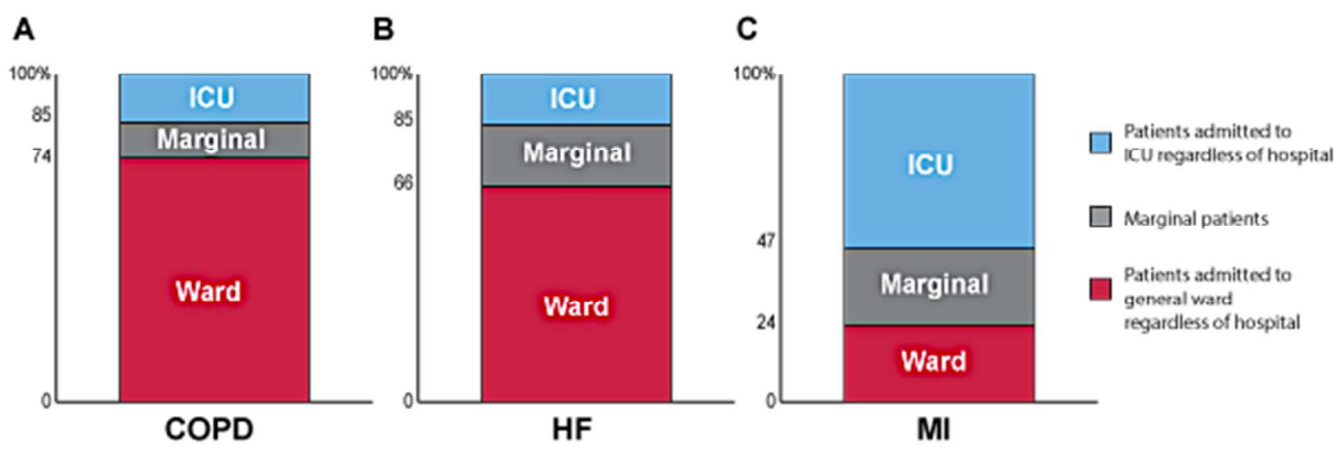 A
100%
85
74
0
ICU
Marginal
Ward
COPD
B
100%
85
66
0
ICU
Marginal
Ward
HF
C
100%
47
24
0
ICU
Marginal
Ward
MI
Patients admitted to
ICU regardless of hospital
Marginal patients
Patients admitted to
general ward
regardless of hospital